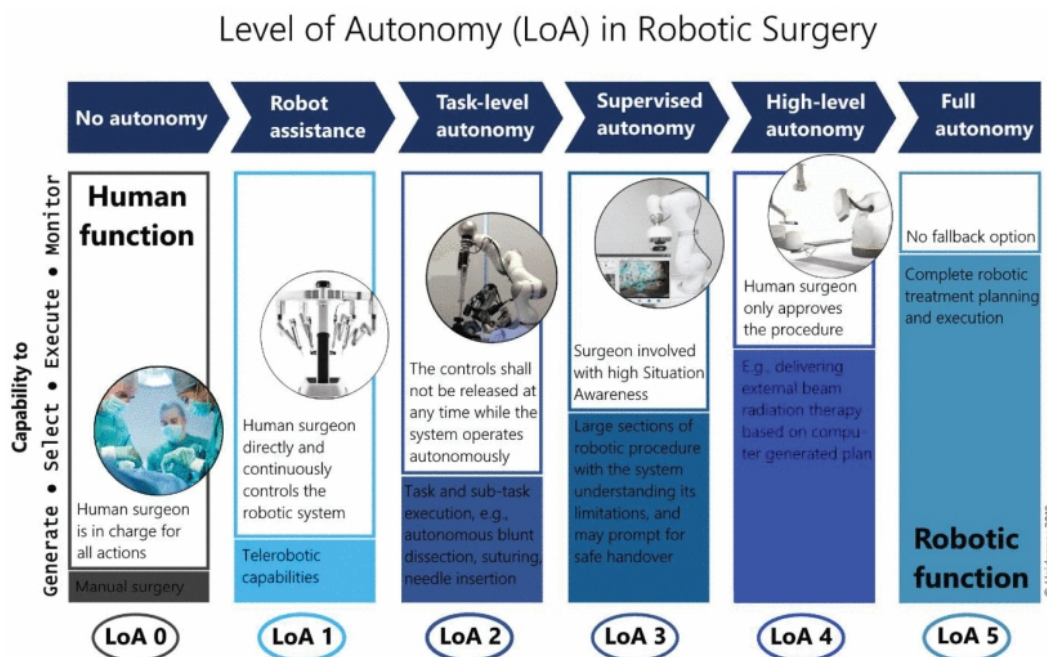 Level of Autonomy (LoA) in Robotic Surgery
No autonomy
Robot
assistance
Task-level
autonomy
Supervised
autonomy
High-level
autonomy
Full
autonomy
Capability to
Generate • Select • Execute • Monitor
Human
function
Human surgeon
is in charge for
all actions
Manual surgery
LoA 0
Human surgeon
directly and
continuously
controls the
robotic system
Telerobotic
capabilities
LoA 1
The controls shall
not be released at
any time while the
system operates
autonomously
Task and sub-task
execution, e.g.,
autonomous blunt
dissection, suturing,
needle insertion
LoA 2
Surgeon involved
with high Situation
Awareness
Large sections of
robotic procedure
with the system
understanding its
limitations, and
may prompt for
safe handover
LoA 3
Human surgeon
only approves
the procedure
E.g., delivering
external beam
radiation therapy
based on compu-
ter generated plan
LoA 4
No fallback option
Complete robotic
treatment planning
and execution
Robotic
function
LoA 5